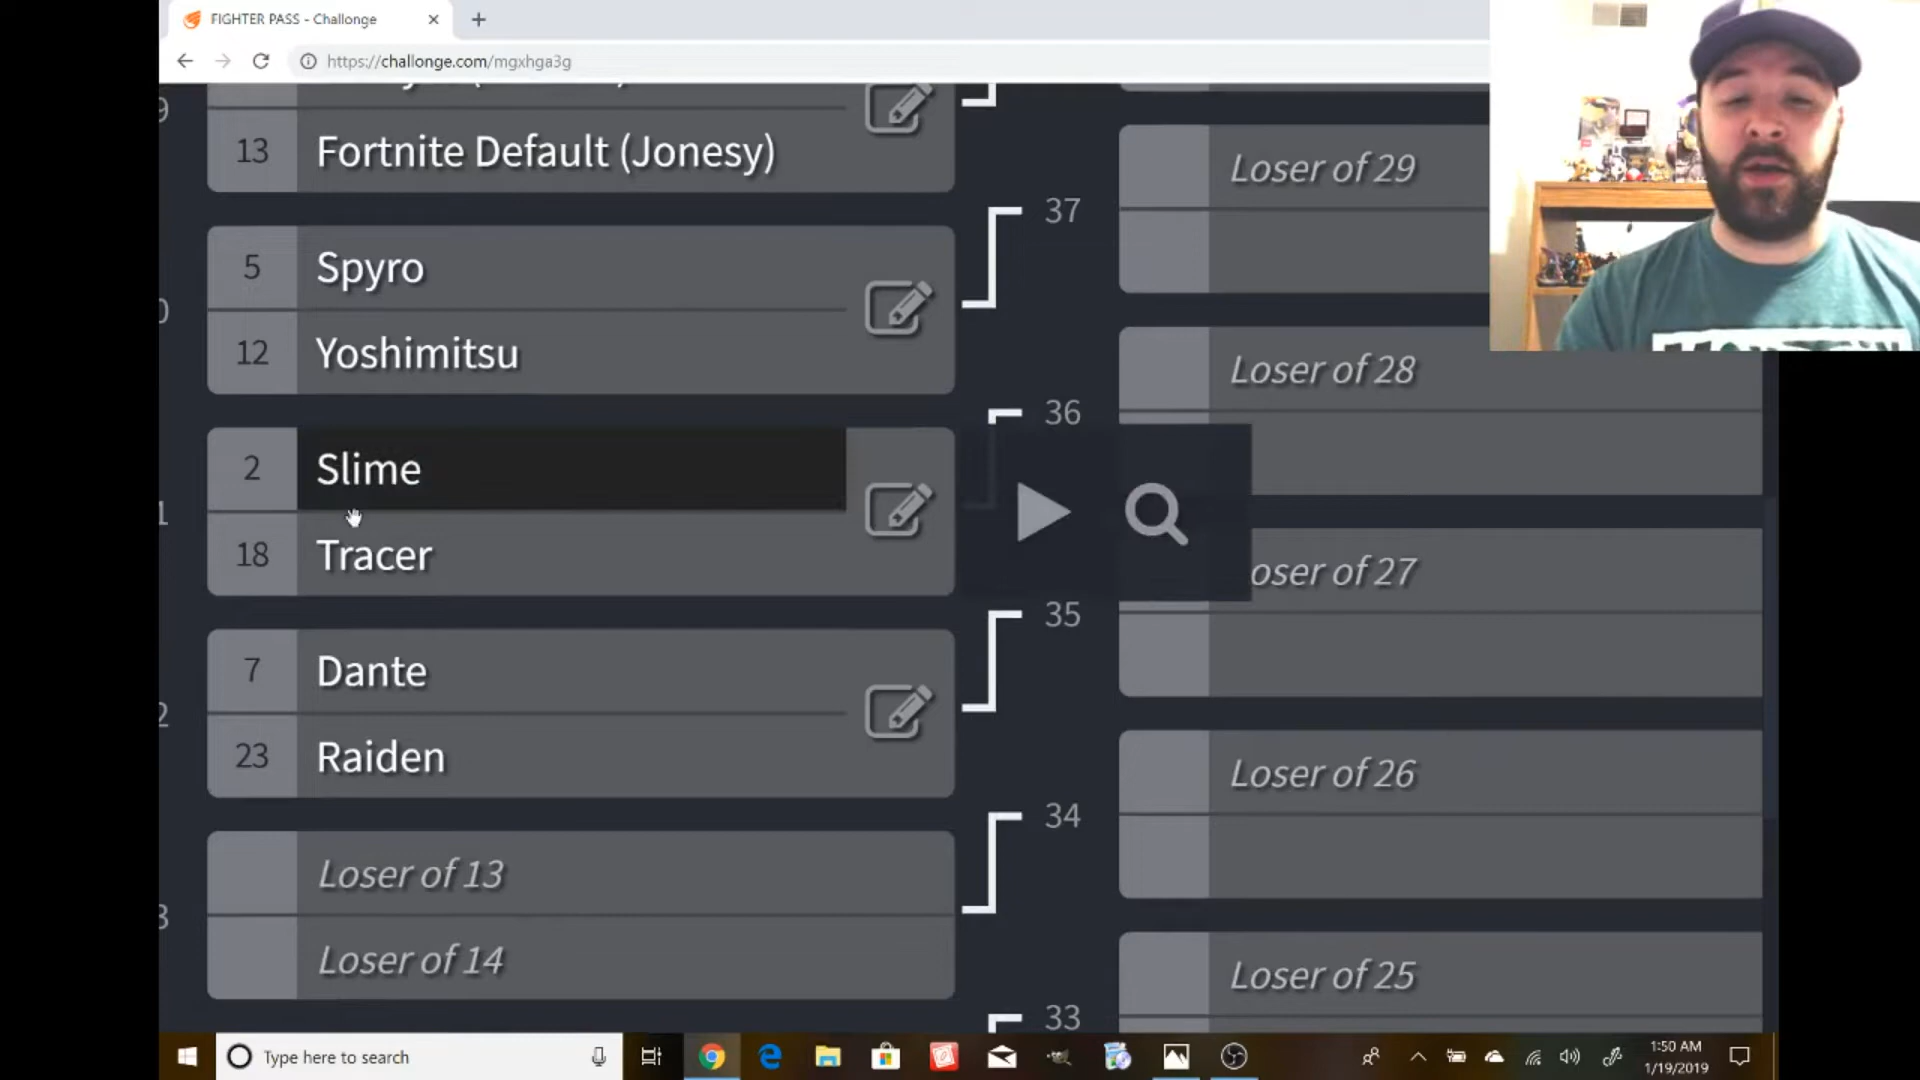 FIGHTER PASS - Challonge
https://challonge.com/mgxhga3g
13 Fortnite Default (Jonesy)
5 Spyro
12 Yoshimitsu
2 Slime
18 Tracer
7 Dante
23 Raiden
Loser of 13
Loser of 14
37
36
35
34
33
Loser of 29
Loser of 28
oser of 27
Loser of 26
Loser of 25
Type here to search
1:50 AM
1/19/2019